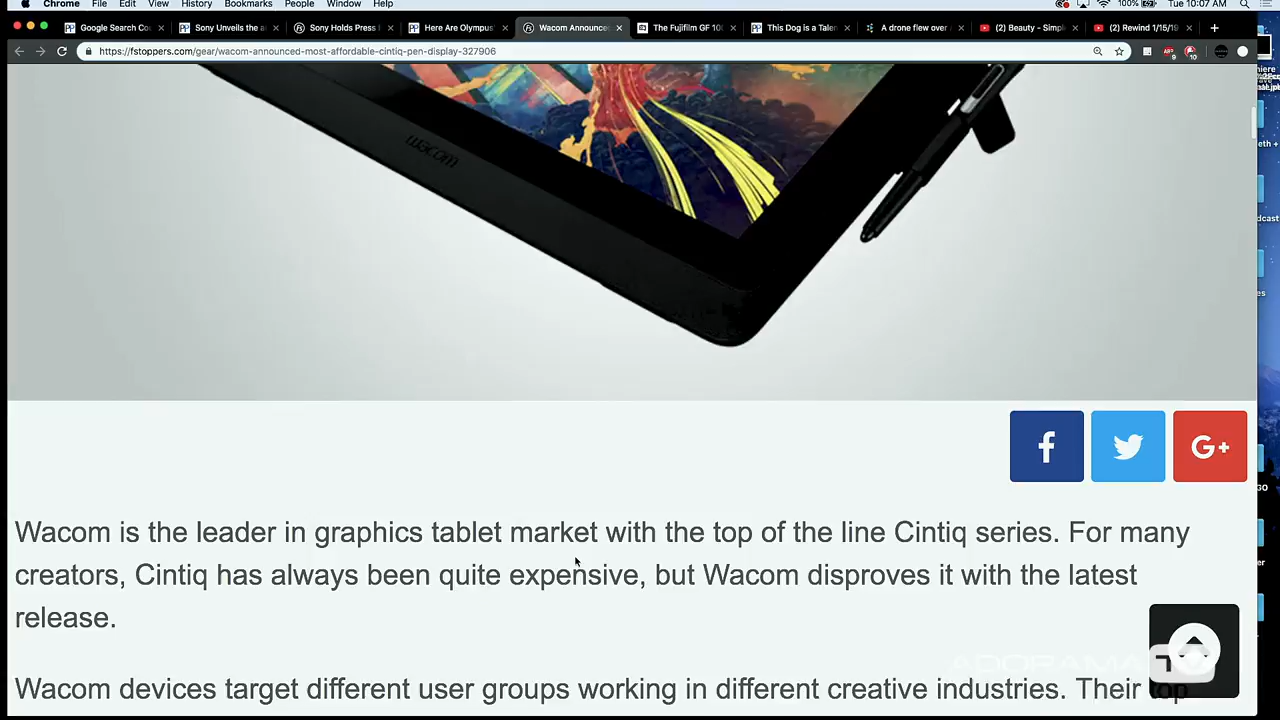 Chrome File Edit View History Bookmarks People Window Help 100% Tue 10:07 AM
Google Search Cou Sony Unveils the a Sony Holds Press Here Are Olympus Wacom Announce The Fujifilm GF 10 This Dog is a Talen A drone flew over (2) Beauty - Simpl (2) Rewind 1/15/19
https://fstoppers.com/gear/wacom-announced-most-affordable-cintiq-pen-display-327906
wacom
f G+
Wacom is the leader in graphics tablet market with the top of the line Cintiq series. For many
creators, Cintiq has always been quite expensive, but Wacom disproves it with the latest
release.
ADORAMA TV
Wacom devices target different user groups working in different creative industries. Their top